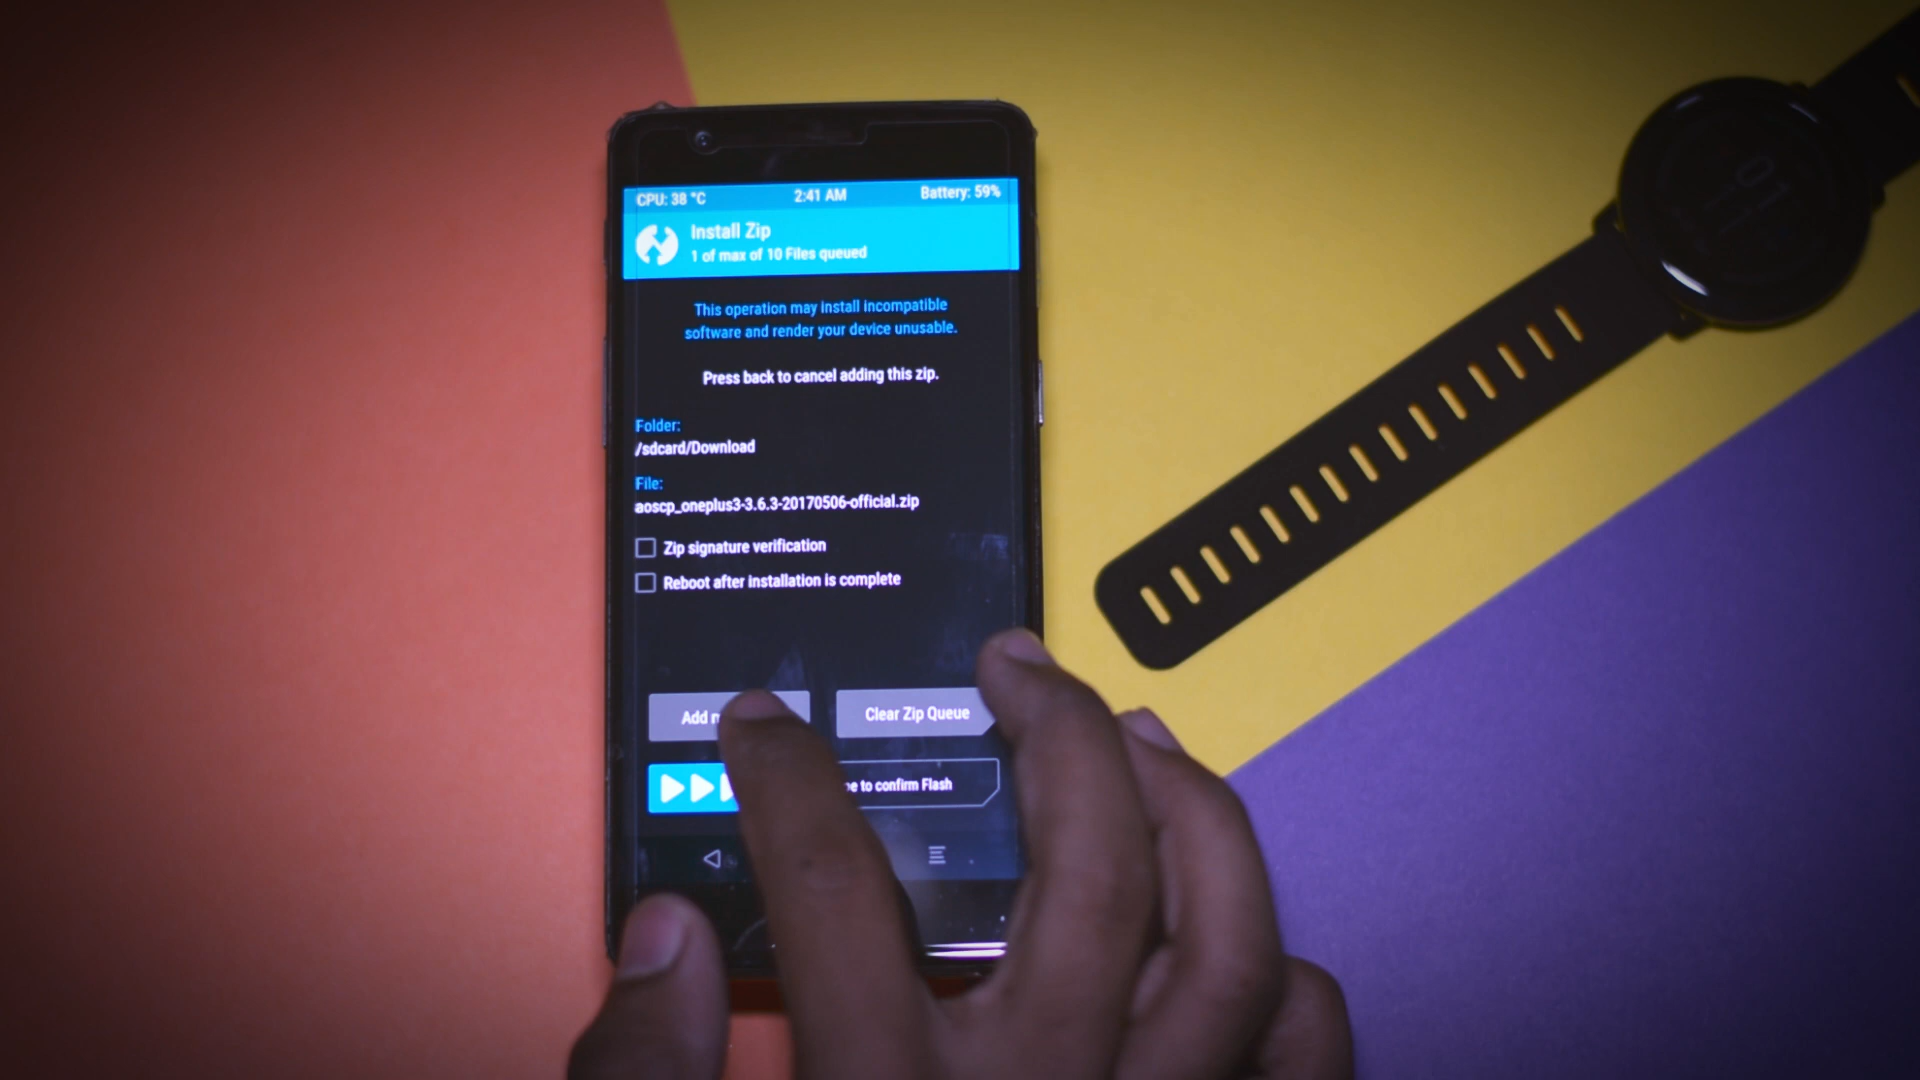 CPU: 38 °C 2:41 AM Battery: 59%
Install Zip
1 of max of 10 Files queued
This operation may install incompatible
software and render your device unusable.
Press back to cancel adding this zip.
Folder:
/sdcard/Download
File:
aoscp_oneplus3-3.6.3-20170506-official.zip
Zip signature verification
Reboot after installation is complete
Add
Clear Zip Queue
to confirm Flash